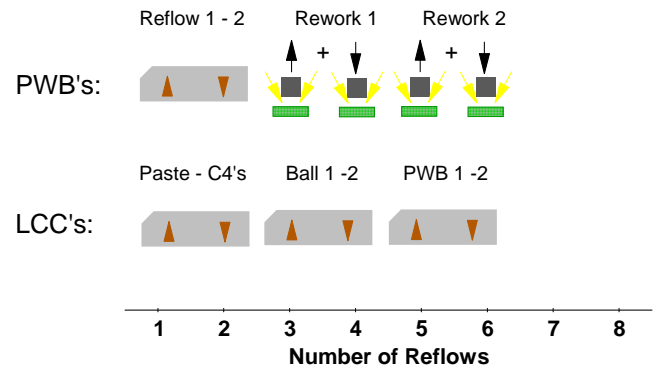 Reflow 1 - 2 Rework 1 Rework 2
+ +
PWB's:
Paste - C4's Ball 1 -2 PWB 1 -2
LCC's:
1 2 3 4 5 6 7 8
Number of Reflows